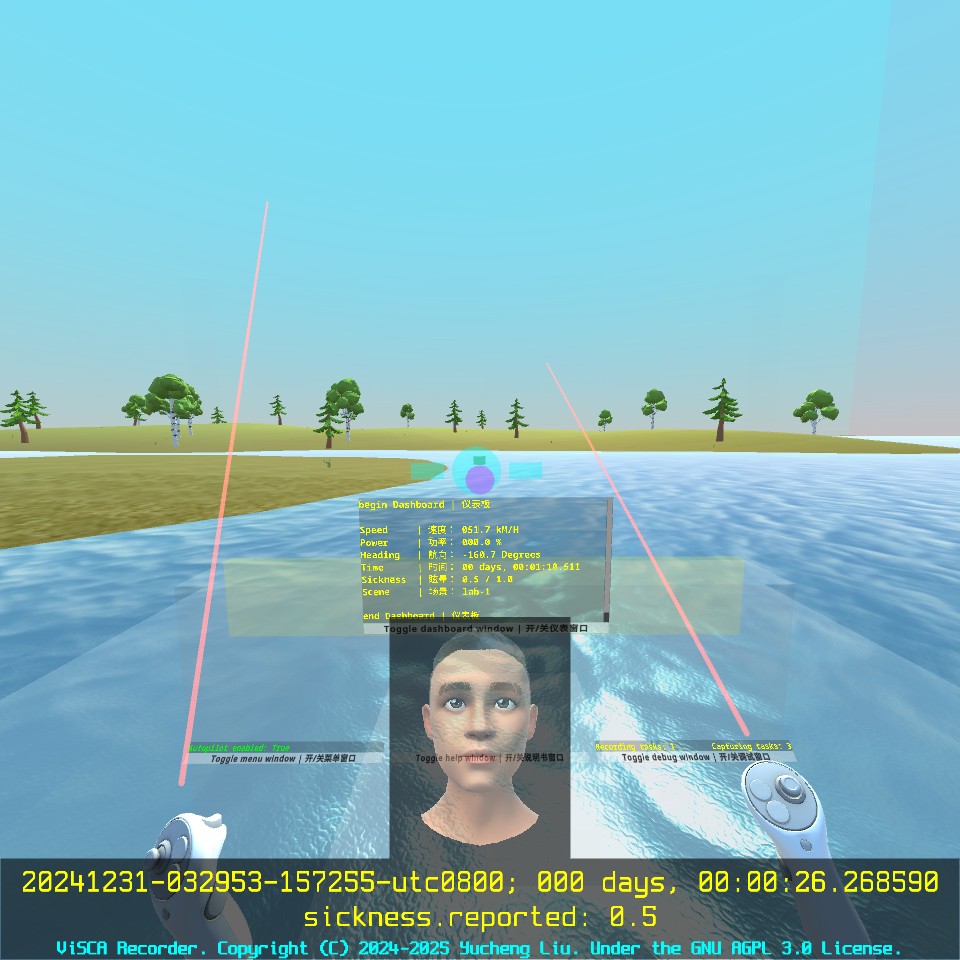 begin Dashboard | 仪表板
Speed | 速度： 051.7 kM/H
Power | 功率： 000.0 %
Heading | 航向： -160.7 Degrees
Time | 时间： 00 days, 00:01:10.511
Sickness | 眩晕： 0.5 / 1.0
Scene | 场景： lab-1
end Dashboard | 仪表板
Toggle dashboard window | 开/关仪表窗口
Autopilot enabled: True
Toggle menu window | 开/关菜单窗口
Toggle help window | 开/关说明书窗口
Recording tasks: 1 Capturing tasks: 3
Toggle debug window | 开/关调试窗口
20241231-032953-157255-utc0800; 000 days, 00:00:26.268590
sickness.reported: 0.5
ViSCA Recorder. Copyright (C) 2024-2025 Yucheng Liu. Under the GNU AGPL 3.0 License.